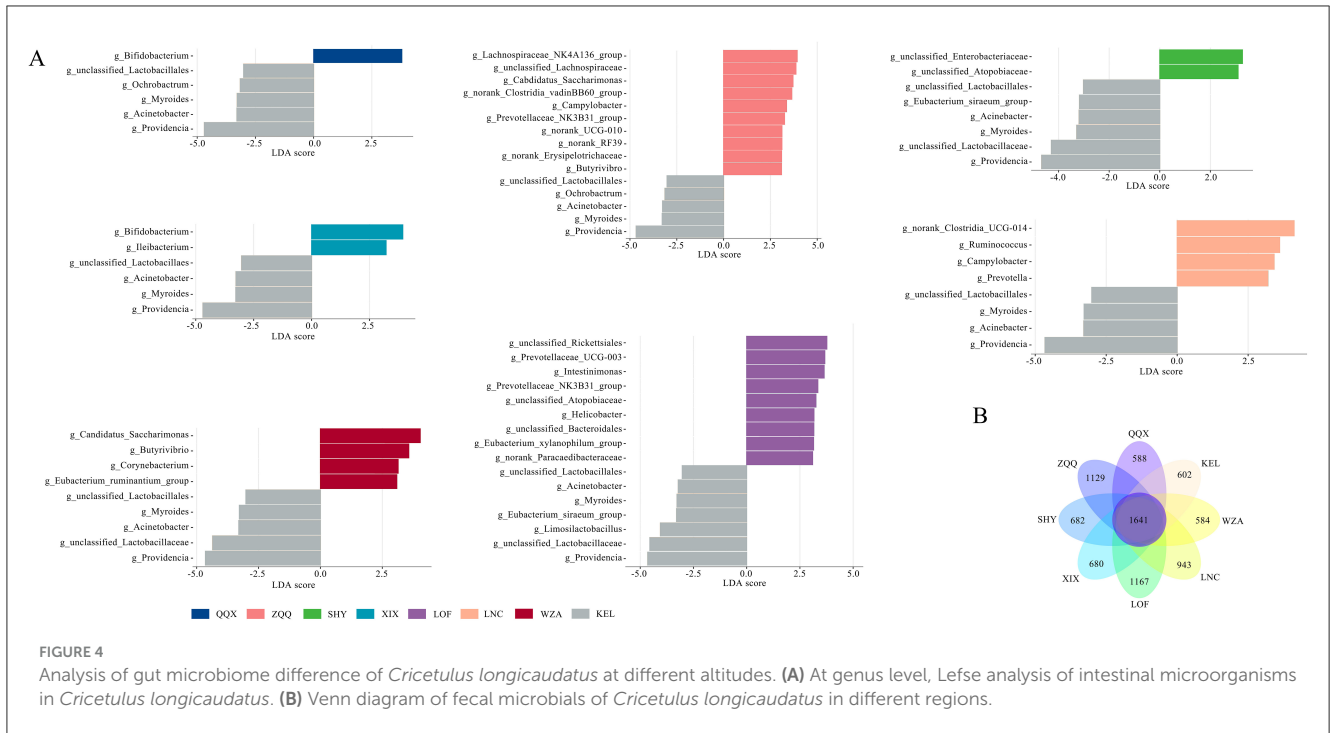 A
g_Bifidobacterium
g_unclassified_Lactobacillales
g_Ochrobactrum
g_Myroides
g_Acinetobacter
g_Providencia
-5.0 -2.5 0.0 2.5
LDA score
g_Lachnospiraceae_NK4A136_group
g_unclassified_Lachnospiraceae
g_Cabdidatus_Saccharimonas
g_norank_Clostridia_vadinBB60_group
g_Campylobacter
g_Prevotellaceae_NK3B31_group
g_norank_UCG-010
g_norank_RF39
g_norank_Erysipelotrichaceae
g_Butyrivibro
g_unclassified_Lactobacillales
g_Ochrobactrum
g_Acinetobacter
g_Myroides
g_Providencia
-5.0 -2.5 0.0 2.5 5.0
LDA score
g_unclassified_Enterobacteriaceae
g_unclassified_Atopobiaceae
g_unclassified_Lactobacillales
g_Eubacterium_siraeum_group
g_Acinebacter
g_Myroides
g_unclassified_Lactobacillaceae
g_Providencia
-4.0 -2.0 0.0 2.0
LDA score
g_Bifidobacterium
g_Ileibacterium
g_unclassified_Lactobacillaes
g_Acinetobacter
g_Myroides
g_Providencia
-5.0 -2.5 0.0 2.5
LDA score
g_norank_Clostridia_UCG-014
g_Ruminococcus
g_Campylobacter
g_Prevotella
g_unclassified_Lactobacillales
g_Myroides
g_Acinebacter
g_Providencia
-5.0 -2.5 0.0 2.5
LDA score
g_Candidatus_Saccharimonas
g_Butyrivibrio
g_Corynebacterium
g_Eubacterium_ruminantium_group
g_unclassified_Lactobacillales
g_Myroides
g_Acinetobacter
g_unclassified_Lactobacillaceae
g_Providencia
-5.0 -2.5 0.0 2.5
LDA score
g_unclassified_Rickettsiales
g_Prevotellaceae_UCG-003
g_Intestinimonas
g_Prevotellaceae_NK3B31_group
g_unclassified_Atopobiaceae
g_Helicobacter
g_unclassified_Bacteroidales
g_Eubacterium_xylanophilum_group
g_norank_Paracaedibacteraceae
g_unclassified_Lactobacillales
g_Acinetobacter
g_Myroides
g_Eubacterium_siraeum_group
g_Limosilactobacillus
g_unclassified_Lactobacillaceae
g_Providencia
-5.0 -2.5 0.0 2.5 5.0
LDA score
QQX ZQQ SHY XIX LOF LNC WZA KEL
B
QQX
588
ZQQ KEL
1129 602
SHY 682 1641 584 WZA
680 943
XIX LNC
1167
LOF
FIGURE 4
Analysis of gut microbiome difference of Cricetulus longicaudatus at different altitudes. (A) At genus level, Lefse analysis of intestinal microorganisms
in Cricetulus longicaudatus. (B) Venn diagram of fecal microbials of Cricetulus longicaudatus in different regions.